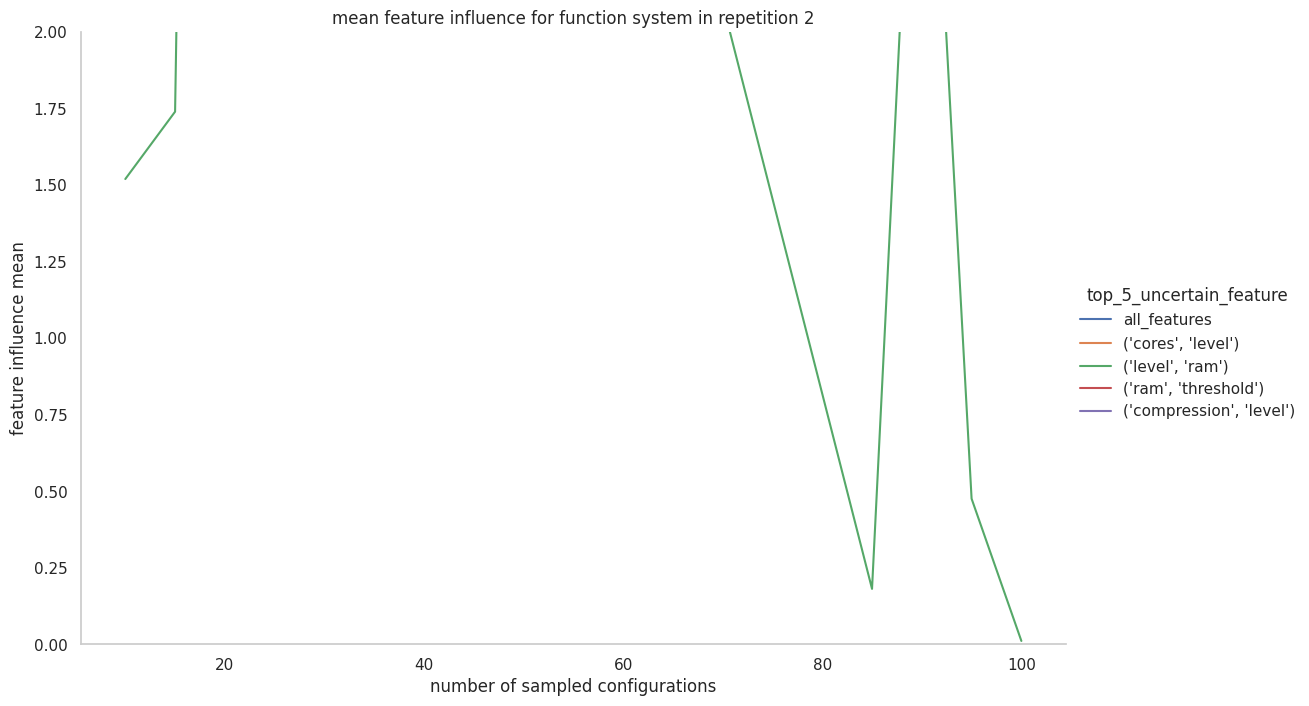 mean feature influence for function system in repetition 2
2.00
1.75
1.50
1.25
1.00
0.75
0.50
0.25
0.00
feature influence mean
20
40
60
80
100
number of sampled configurations
top_5_uncertain_feature
all_features
('cores', 'level')
('level', 'ram')
('ram', 'threshold')
('compression', 'level')